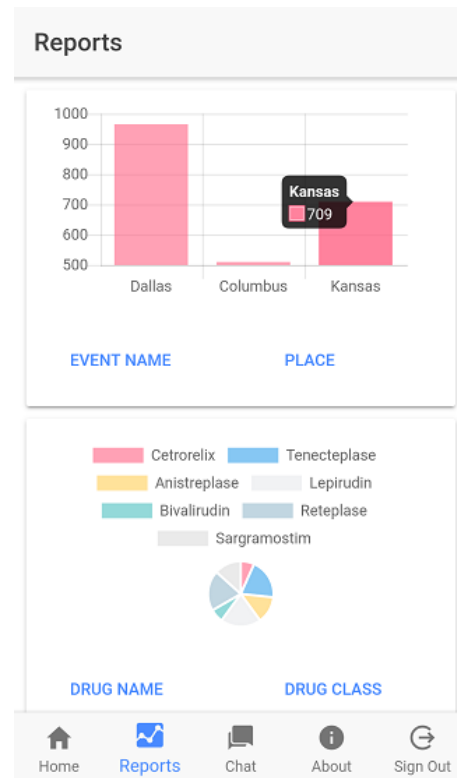 Reports
1000
900
800
700
600
500
Kansas
709
Dallas Columbus Kansas
EVENT NAME PLACE
Cetrorelix Tenecteplase
Anistreplase Lepirudin
Bivalirudin Reteplase
Sargramostim
DRUG NAME DRUG CLASS
Home Reports Chat About Sign Out